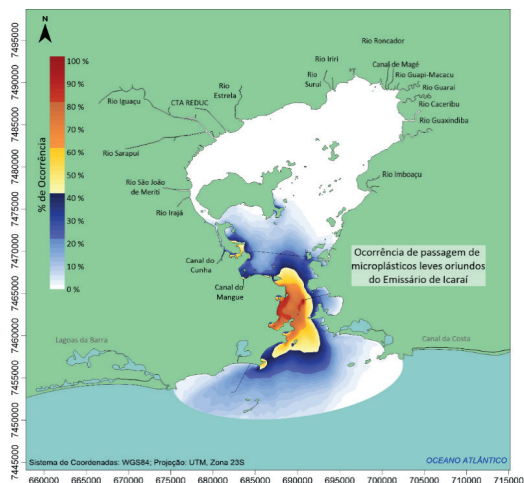 N
7495000
7490000
7485000
7480000
7475000
7470000
7465000
7460000
7455000
7450000
7445000
100 %
90 %
80 %
70 %
60 %
50 %
40 %
30 %
20 %
10 %
0 %
% de Ocorrência
Rio Roncador
Rio Iriri
Canal de Magé
Rio
Suruí
Rio Guapi-Macacu
Rio Guaraí
Rio
Estrela
Rio Caceribu
Rio Iguaçu
CTA REDUC
Rio Guaxindiba
Rio Sarapuí
Rio Imboaçu
Rio São João
de Meriti
Rio Irajá
Canal do
Cunha
Canal do
Mangue
Ocorrência de passagem de
microplásticos leves oriundos
do Emissário de Icaraí
Lagoas da Barra
Canal da Costa
Sistema de Coordenadas: WGS84; Projeção: UTM, Zona 23S
OCEANO ATLÂNTICO
660000 665000 670000 675000 680000 685000 690000 695000 700000 705000 710000 715000